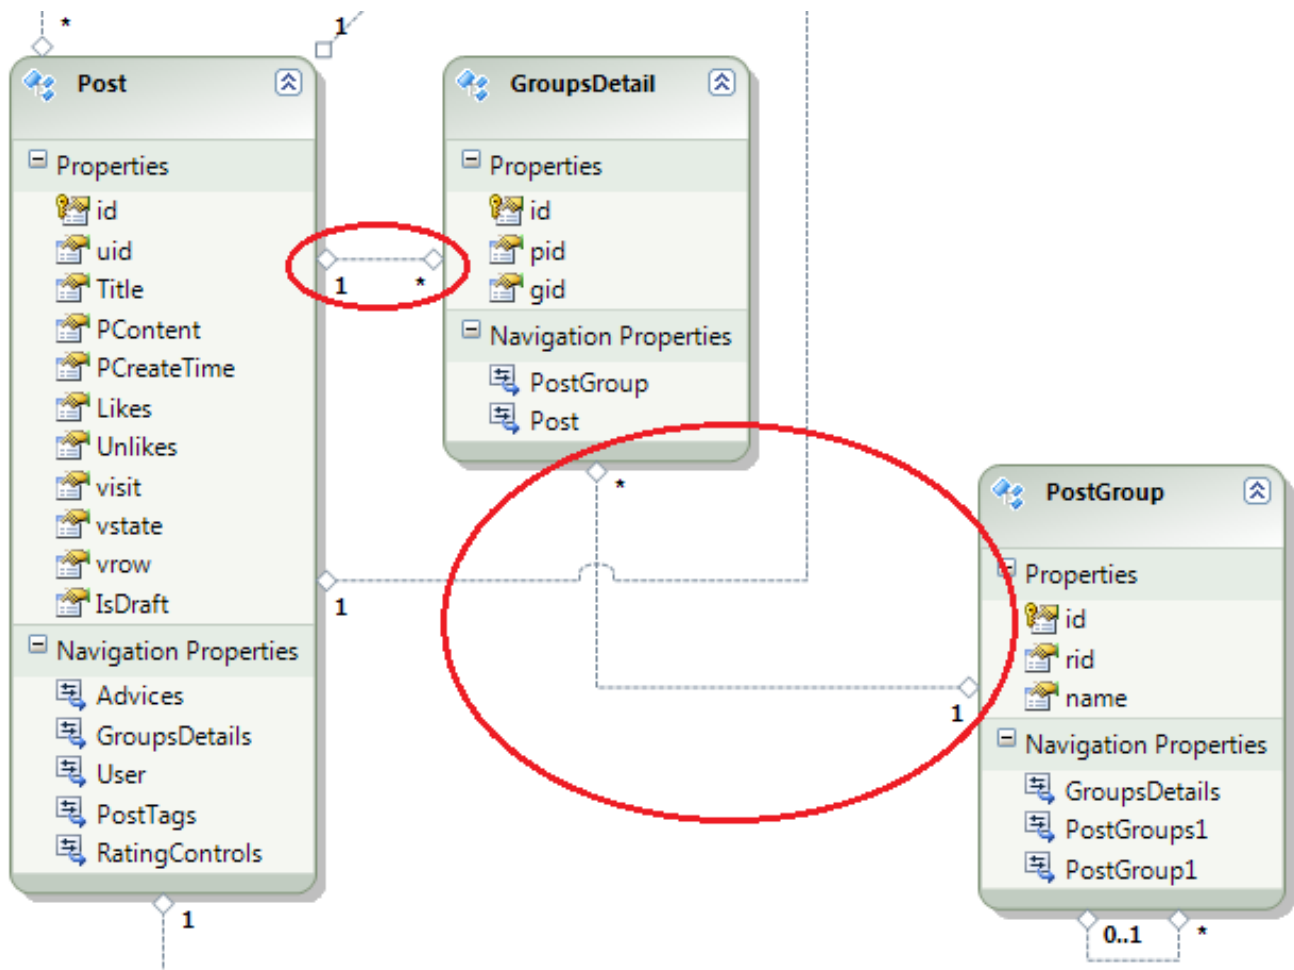 *
1
Post
Properties
id
uid
Title
PContent
PCreateTime
Likes
Unlikes
visit
vstate
vrow
IsDraft
Navigation Properties
Advices
GroupsDetails
User
PostTags
RatingControls
1
1 *
1
GroupsDetail
Properties
id
pid
gid
Navigation Properties
PostGroup
Post
*
1
PostGroup
Properties
id
rid
name
Navigation Properties
GroupsDetails
PostGroups1
PostGroup1
0..1 *